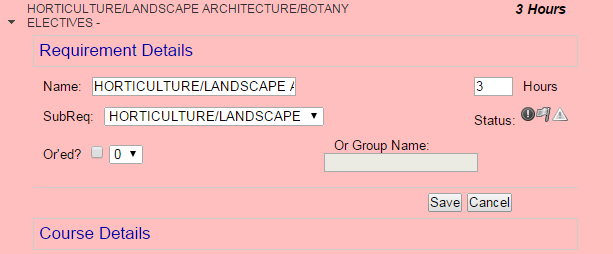 HORTICULTURE/LANDSCAPE ARCHITECTURE/BOTANY 3 Hours
ELECTIVES -
Requirement Details
Name: HORTICULTURE/LANDSCAPE A 3 Hours
SubReq: HORTICULTURE/LANDSCAPE Status:
Or'ed? 0 Or Group Name:
Save Cancel
Course Details